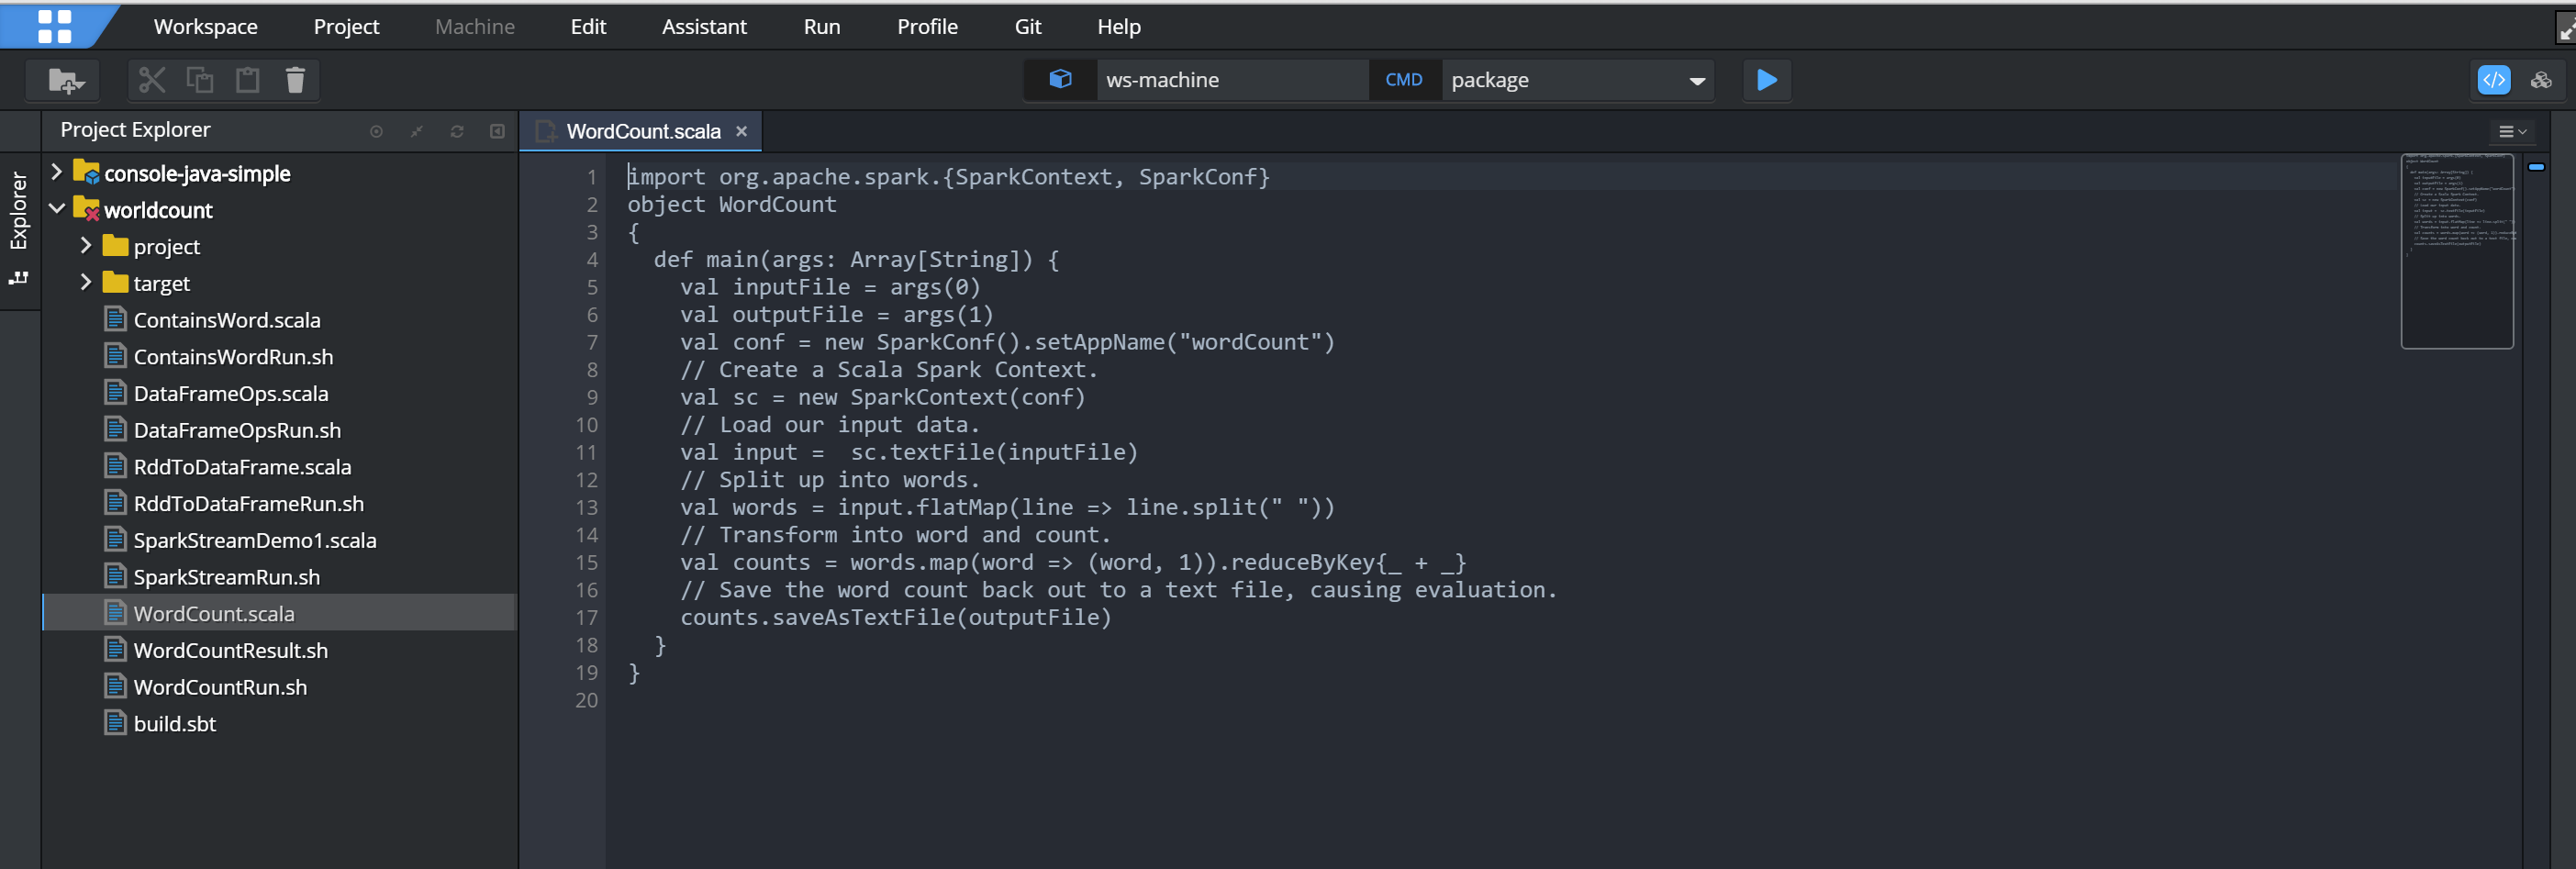 Workspace Project Machine Edit Assistant Run Profile Git Help
ws-machine CMD package
Project Explorer
Explorer
console-java-simple
worldcount
project
target
ContainsWord.scala
ContainsWordRun.sh
DataFrameOps.scala
DataFrameOpsRun.sh
RddToDataFrame.scala
RddToDataFrameRun.sh
SparkStreamDemo1.scala
SparkStreamRun.sh
WordCount.scala
WordCountResult.sh
WordCountRun.sh
build.sbt
WordCount.scala ×
1 import org.apache.spark.{SparkContext, SparkConf}
2 object WordCount
3 {
4   def main(args: Array[String]) {
5     val inputFile = args(0)
6     val outputFile = args(1)
7     val conf = new SparkConf().setAppName("wordCount")
8     // Create a Scala Spark Context.
9     val sc = new SparkContext(conf)
10     // Load our input data.
11     val input =  sc.textFile(inputFile)
12     // Split up into words.
13     val words = input.flatMap(line => line.split(" "))
14     // Transform into word and count.
15     val counts = words.map(word => (word, 1)).reduceByKey{_ + _}
16     // Save the word count back out to a text file, causing evaluation.
17     counts.saveAsTextFile(outputFile)
18   }
19 }
20